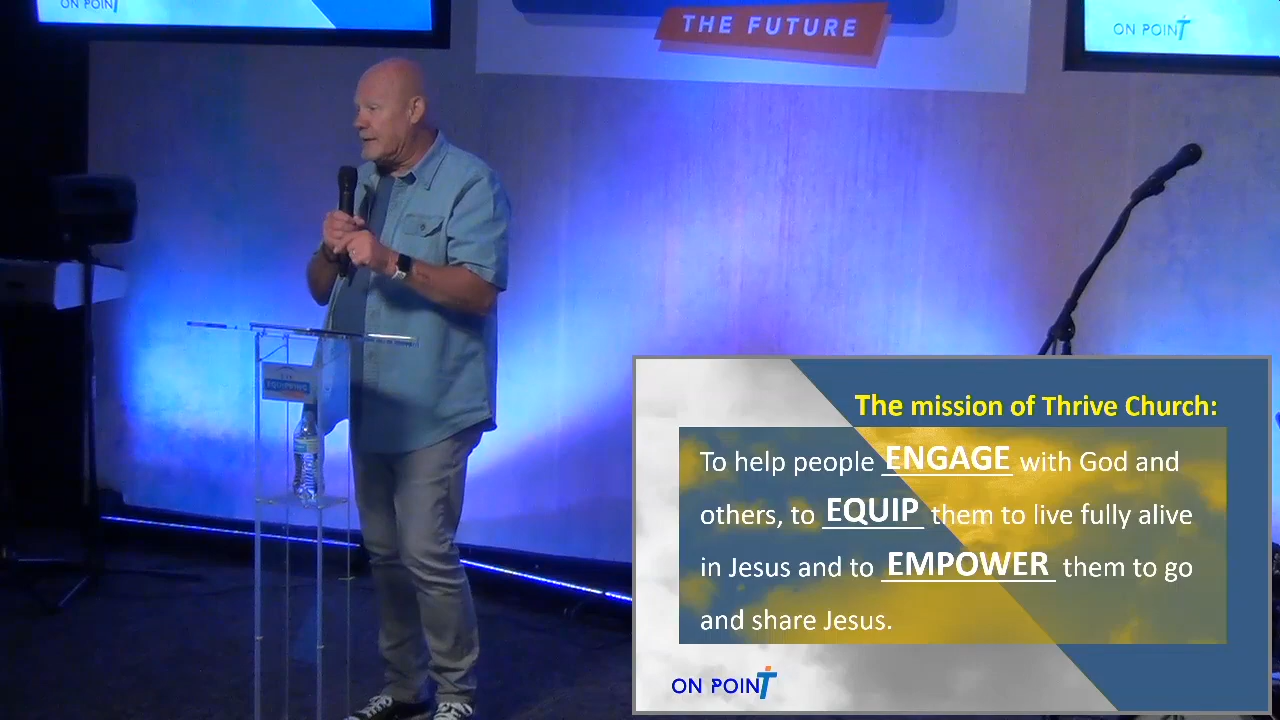 ON POINT
THE FUTURE
ON POINT
EQUIPPING
The mission of Thrive Church:
To help people ENGAGE with God and
others, to EQUIP them to live fully alive
in Jesus and to EMPOWER them to go
and share Jesus.
ON POINT